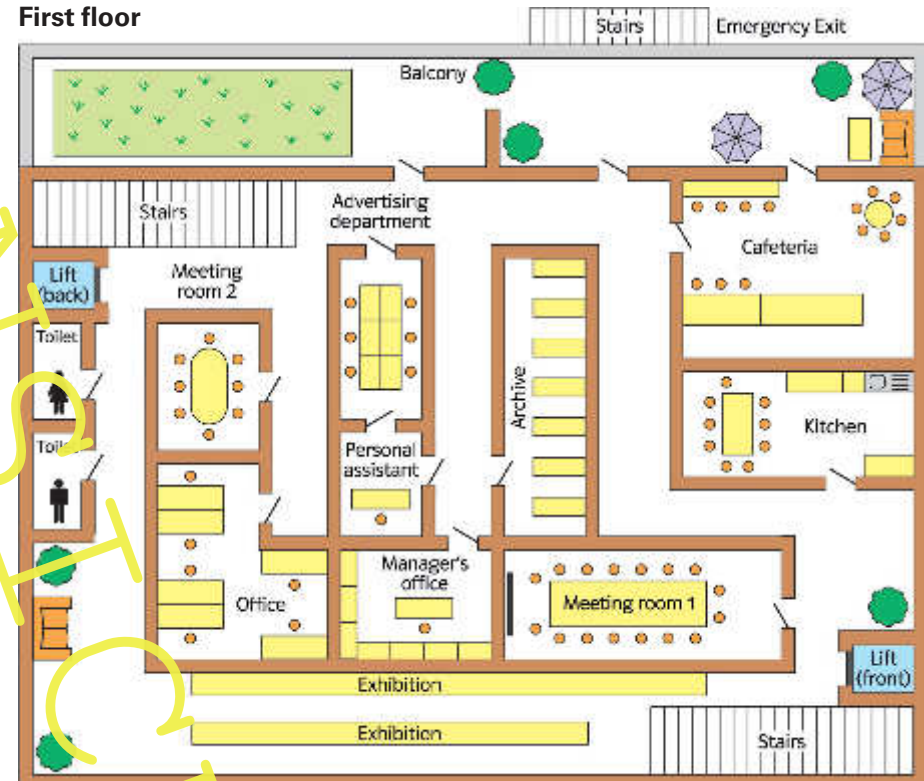 First floor
Stairs
Emergency Exit
Balcony
Stairs
Advertising
department
Cafeteria
Lift
(back)
Meeting
room 2
Toilet
Archive
Kitchen
Toilet
Personal
assistant
Manager's
office
Office
Meeting room 1
Lift
(front)
Exhibition
Exhibition
Stairs